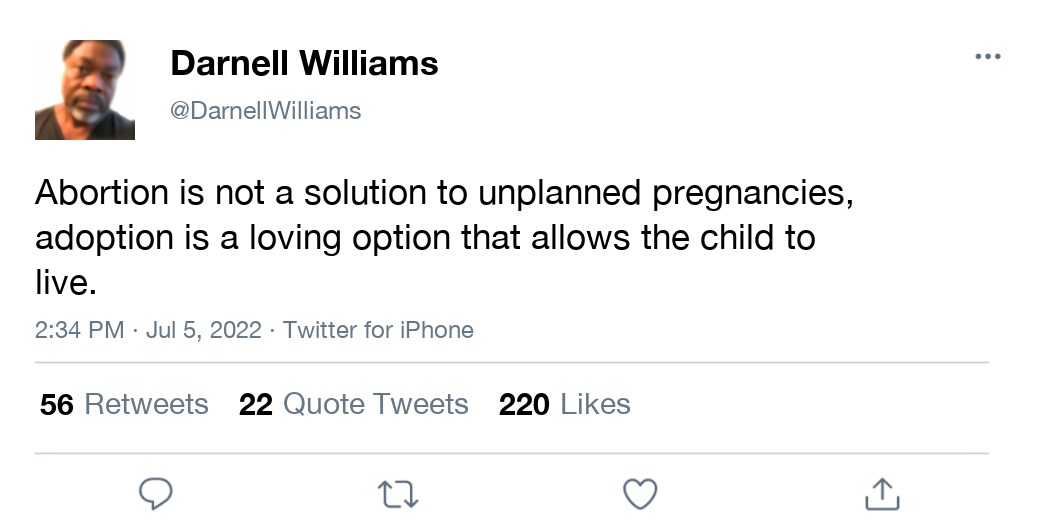 Darnell Williams
@DarnellWilliams
Abortion is not a solution to unplanned pregnancies,
adoption is a loving option that allows the child to
live.
2:34 PM · Jul 5, 2022 · Twitter for iPhone
56 Retweets 22 Quote Tweets 220 Likes